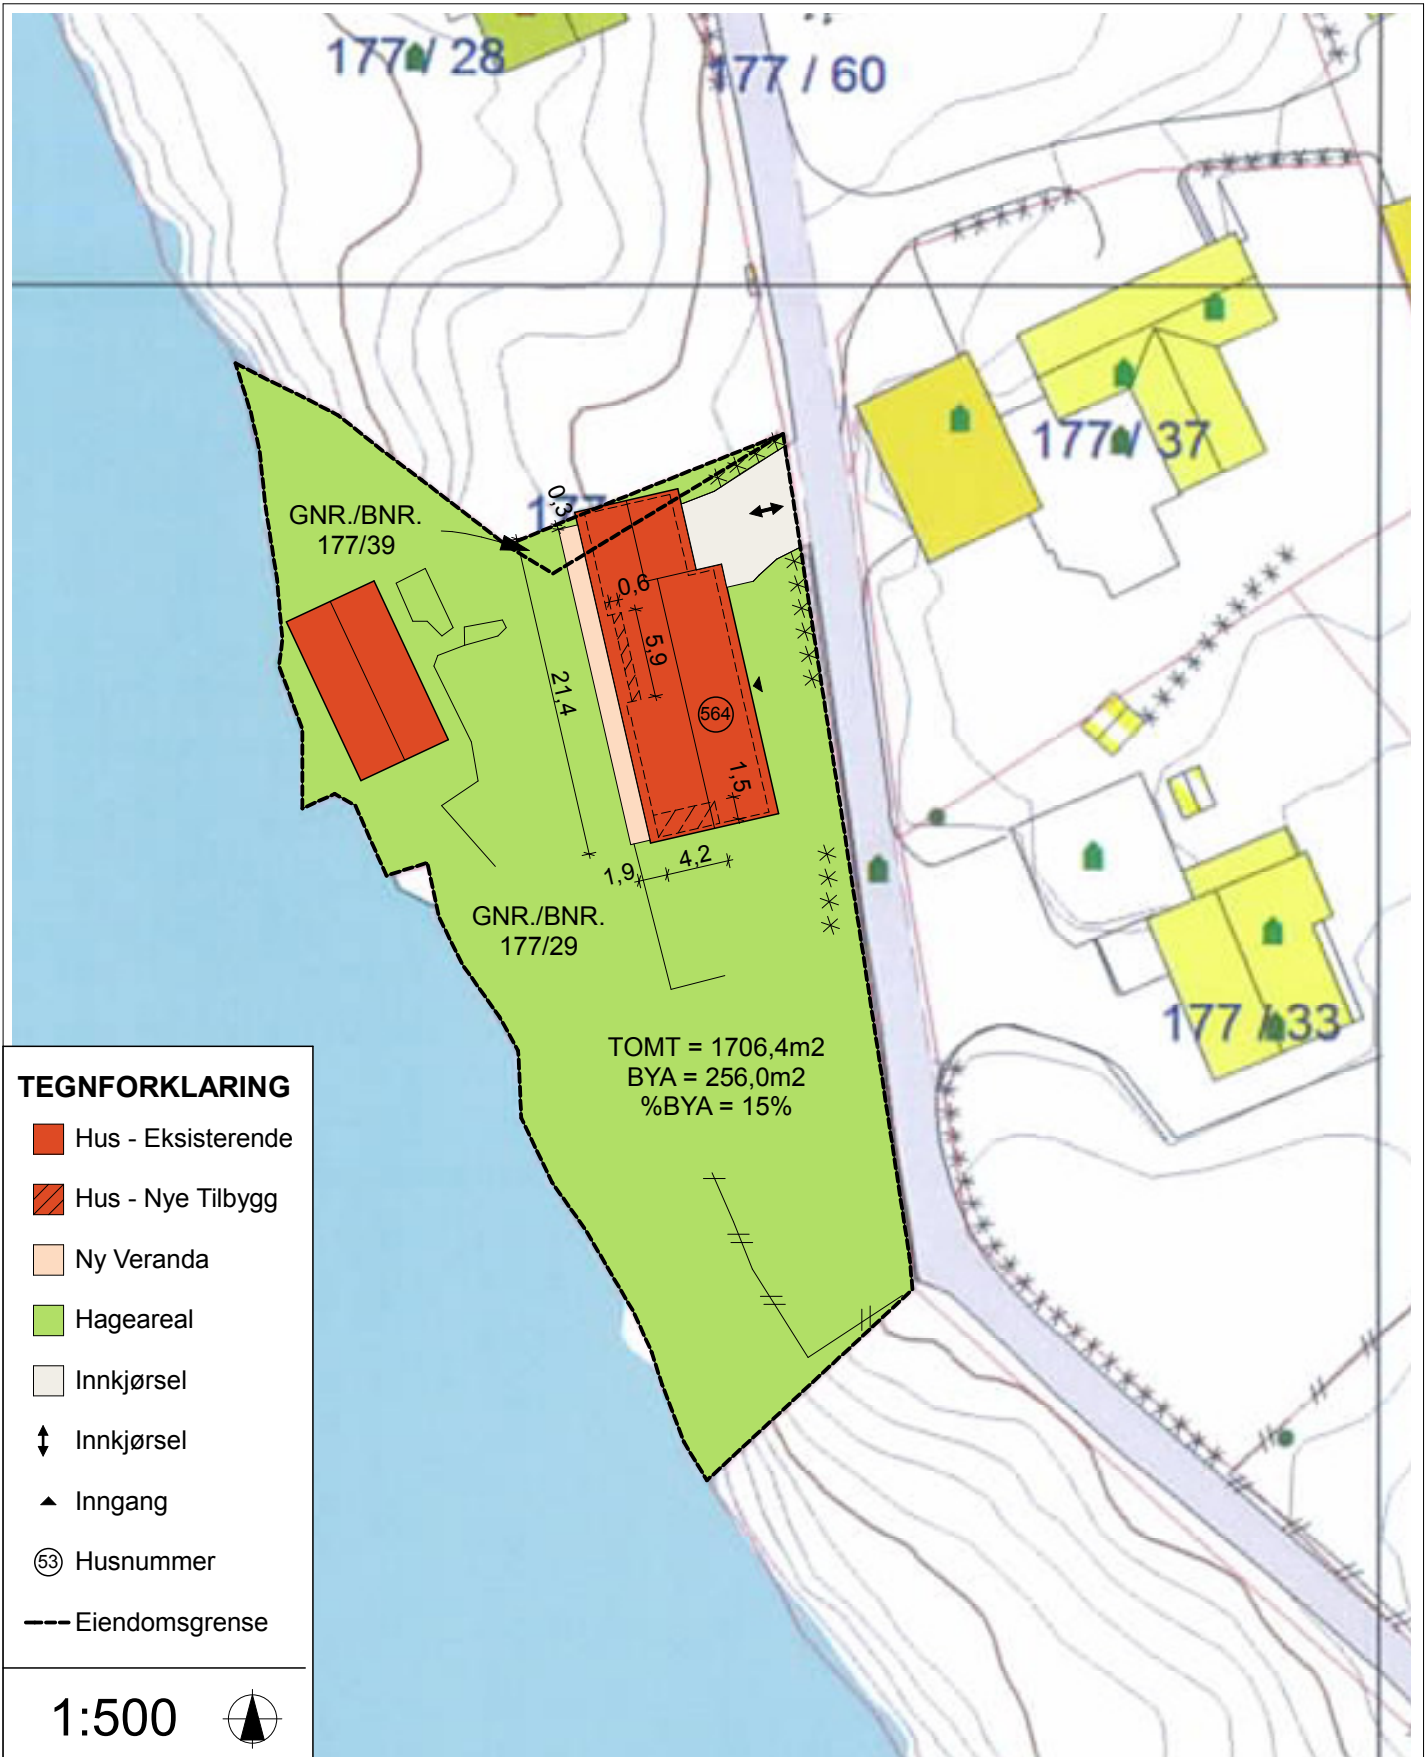 177 / 28
177 / 60
177 / 37
177
GNR./BNR.
177/39
0,3
0,6
5,9
21,4
564
1,5
4,2
1,9
GNR./BNR.
177/29
177 / 33
TOMT = 1706,4m2
BYA = 256,0m2
%BYA = 15%
TEGNFORKLARING
Hus - Eksisterende
Hus - Nye Tilbygg
Ny Veranda
Hageareal
Innkjørsel
Innkjørsel
Inngang
53 Husnummer
Eiendomsgrense
1:500